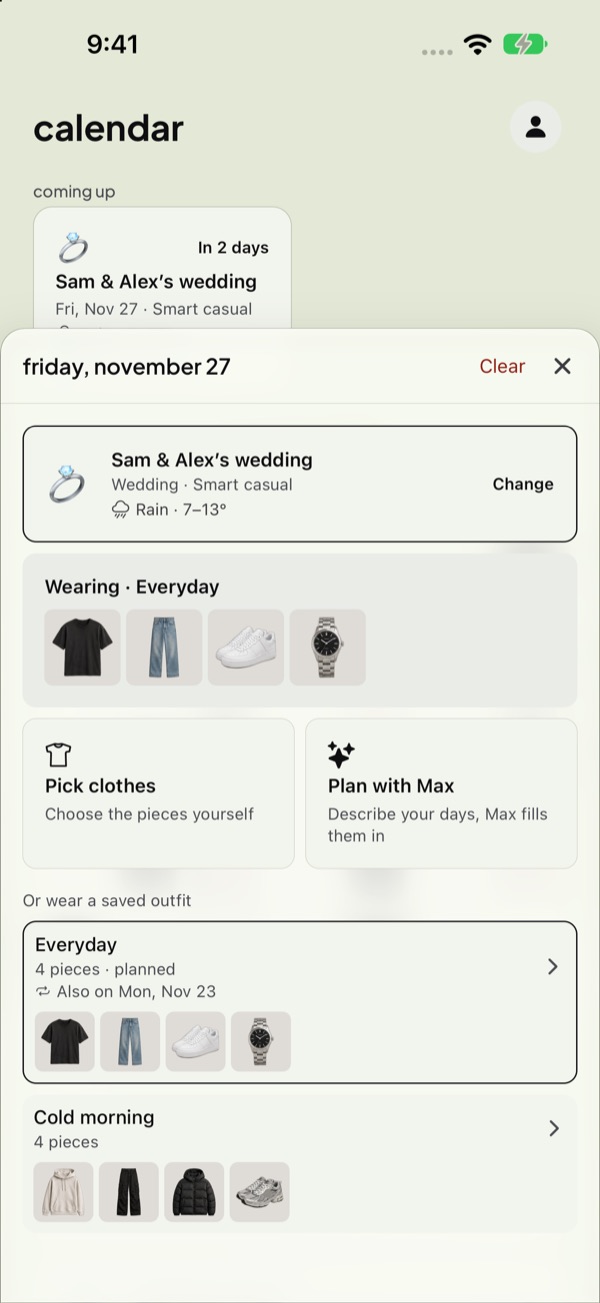 9:41
calendar
coming up
In 2 days
Sam & Alex’s wedding
Fri, Nov 27 · Smart casual
friday, november 27
Clear
Sam & Alex’s wedding
Wedding · Smart casual
Rain · 7–13°
Change
Wearing · Everyday
Pick clothes
Choose the pieces yourself
Plan with Max
Describe your days, Max fills
them in
Or wear a saved outfit
Everyday
4 pieces · planned
Also on Mon, Nov 23
Cold morning
4 pieces